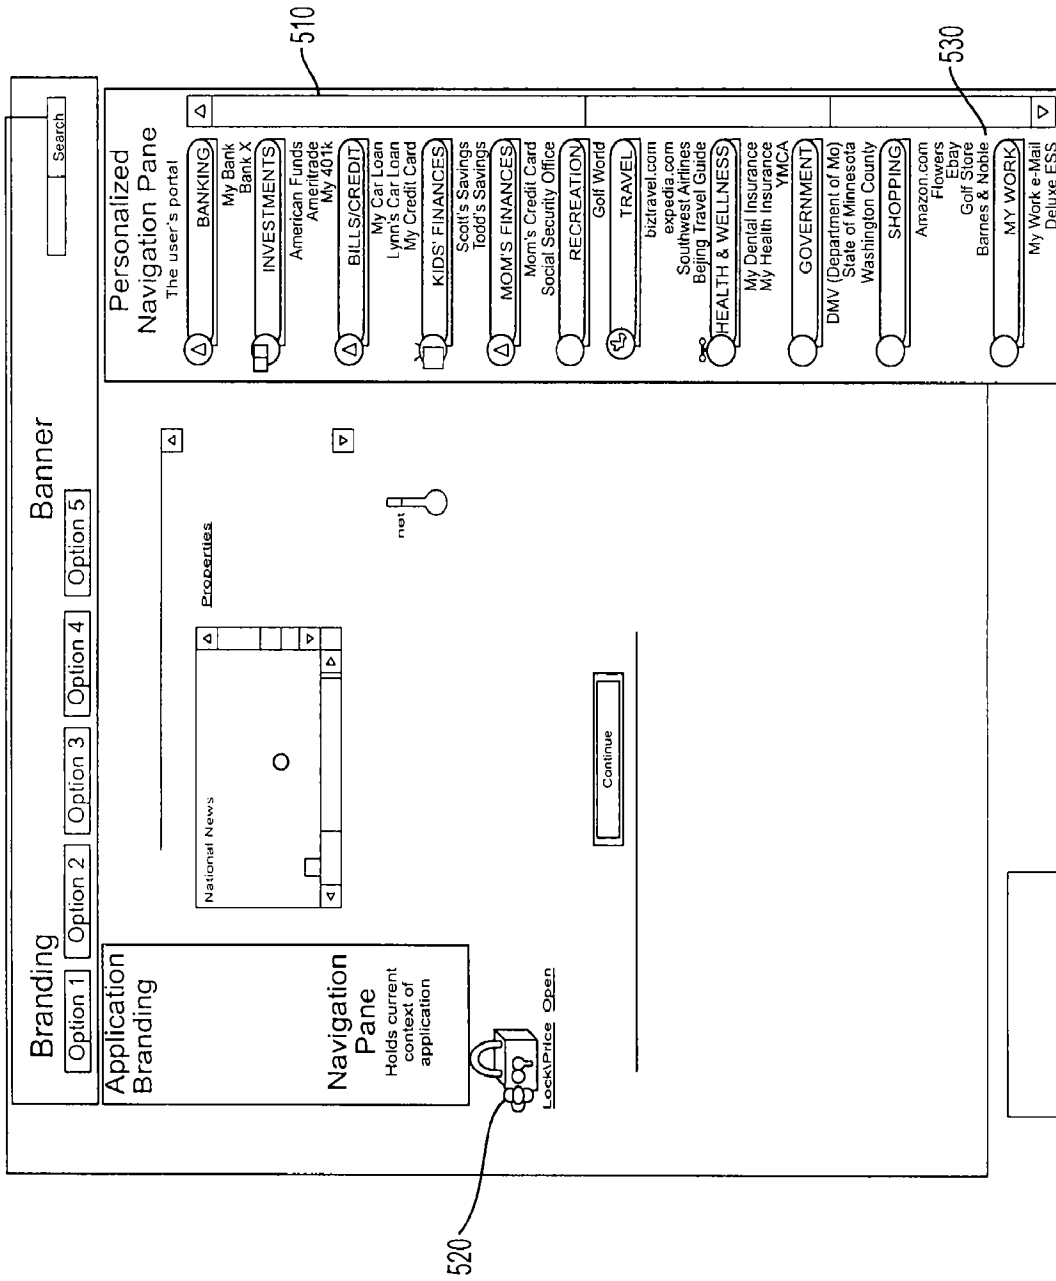 Branding
Banner
Search
Option 1
Option 2
Option 3
Option 4
Option 5
Application
Branding
Navigation
Pane
Holds current
context of
application
Lock\Price Open
520
National News
Properties
net
Continue
Personalized
Navigation Pane
The user's portal
BANKING
My Bank
Bank X
INVESTMENTS
American Funds
Ameritrade
My 401k
BILLS/CREDIT
My Car Loan
Lynn's Car Loan
My Credit Card
KIDS' FINANCES
Scott's Savings
Todd's Savings
MOM'S FINANCES
Mom's Credit Card
Social Security Office
RECREATION
Golf World
TRAVEL
biztravel.com
expedia.com
Southwest Airlines
Bejing Travel Guide
HEALTH & WELLNESS
My Dental Insurance
My Health Insurance
YMCA
GOVERNMENT
DMV (Department of Mo)
State of Minnesota
Washington County
SHOPPING
Amazon.com
Flowers
Ebay
Golf Store
Barnes & Noble
MY WORK
My Work e-Mail
Deluxe ESS
510
530